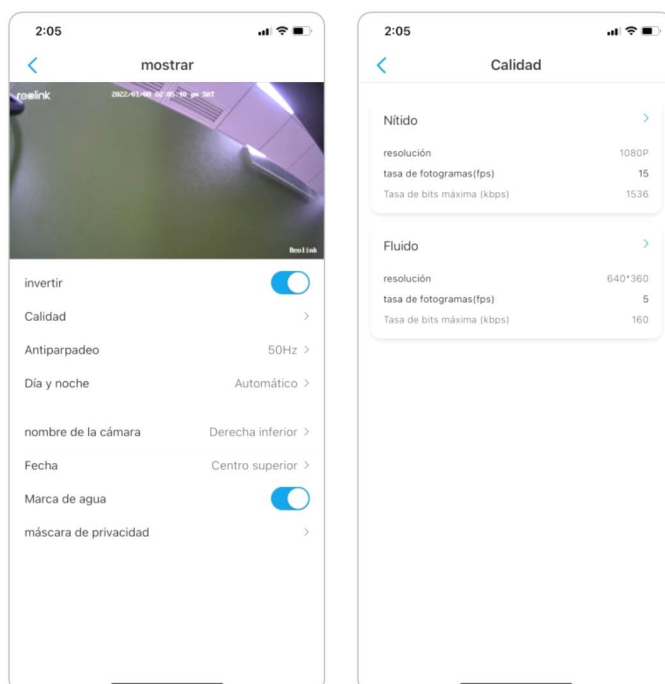 2:05
mostrar
reolink
2022/01/08 02 05:40 pm SAT
Reolink
invertir
Calidad
Antiparpadeo 50Hz
Día y noche Automático
nombre de la cámara Derecha inferior
Fecha Centro superior
Marca de agua
máscara de privacidad
2:05
Calidad
Nítido
resolución 1080P
tasa de fotogramas(fps) 15
Tasa de bits máxima (kbps) 1536
Fluido
resolución 640*360
tasa de fotogramas(fps) 5
Tasa de bits máxima (kbps) 160